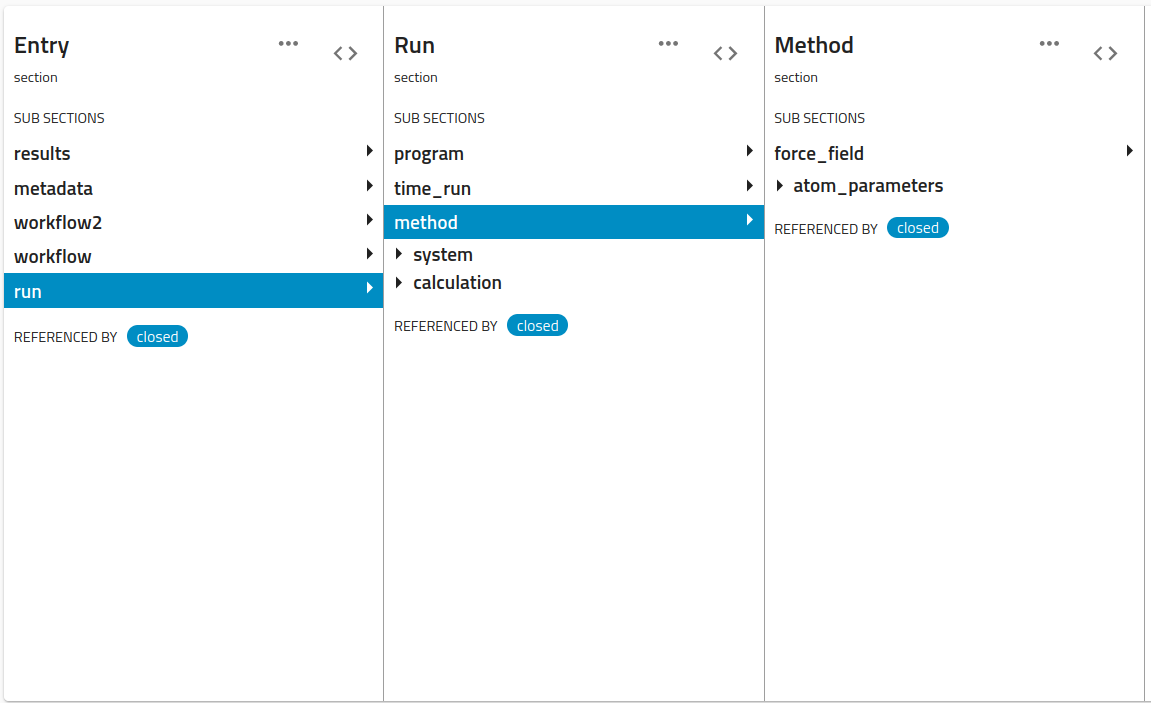 Entry
section
SUB SECTIONS
results
metadata
workflow2
workflow
run
REFERENCED BY closed
Run
section
SUB SECTIONS
program
time_run
method
system
calculation
REFERENCED BY closed
Method
section
SUB SECTIONS
force_field
atom_parameters
REFERENCED BY closed